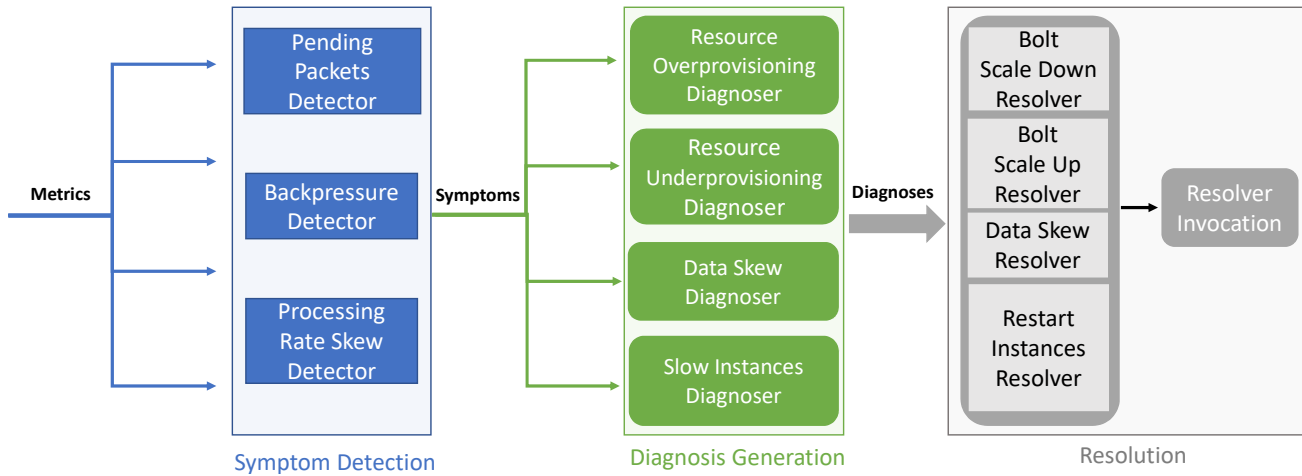 Metrics
Pending
Packets
Detector
Backpressure
Detector
Processing
Rate Skew
Detector
Symptom Detection
Symptoms
Resource
Overprovisioning
Diagnoser
Resource
Underprovisioning
Diagnoser
Data Skew
Diagnoser
Slow Instances
Diagnoser
Diagnosis Generation
Diagnoses
Bolt
Scale Down
Resolver
Bolt
Scale Up
Resolver
Data Skew
Resolver
Restart
Instances
Resolver
Resolver
Invocation
Resolution